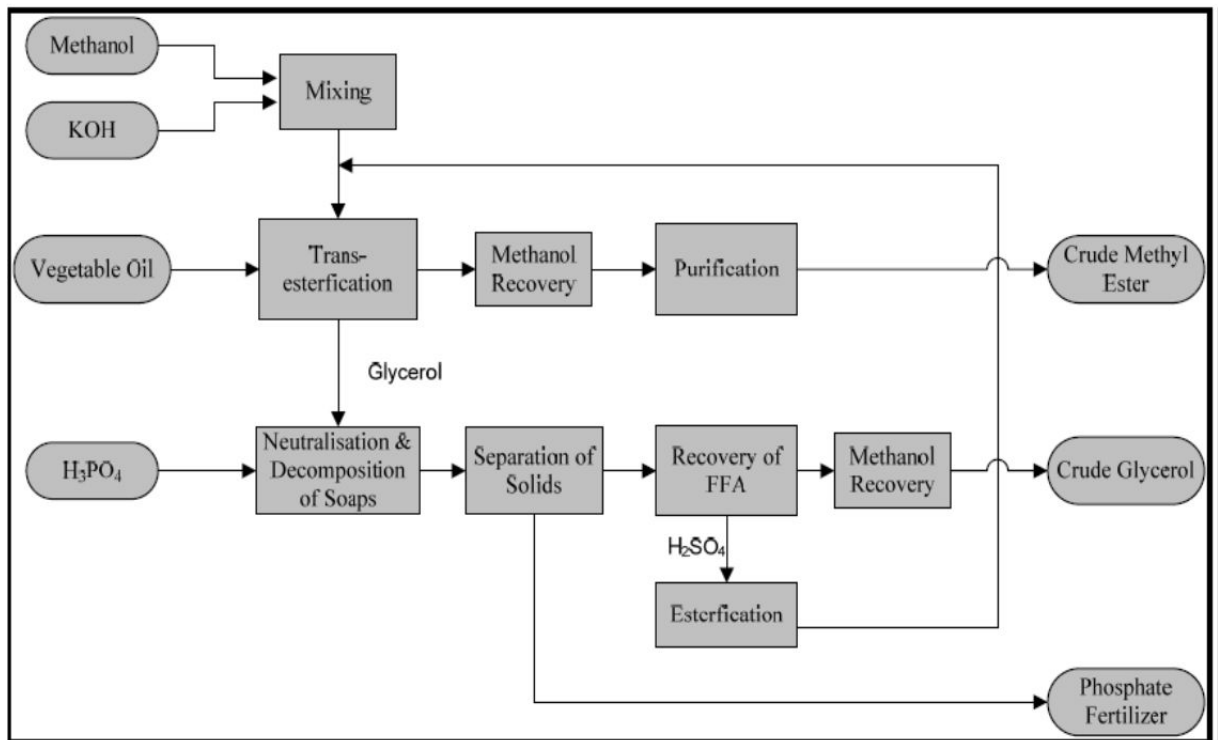 Methanol
Mixing
KOH
Vegetable Oil
Trans-
esterfication
Methanol
Recovery
Purification
Crude Methyl
Ester
Glycerol
H₃PO₄
Neutralisation &
Decomposition
of Soaps
Separation of
Solids
Recovery of
FFA
Methanol
Recovery
Crude Glycerol
H₂SO₄
Esterfication
Phosphate
Fertilizer